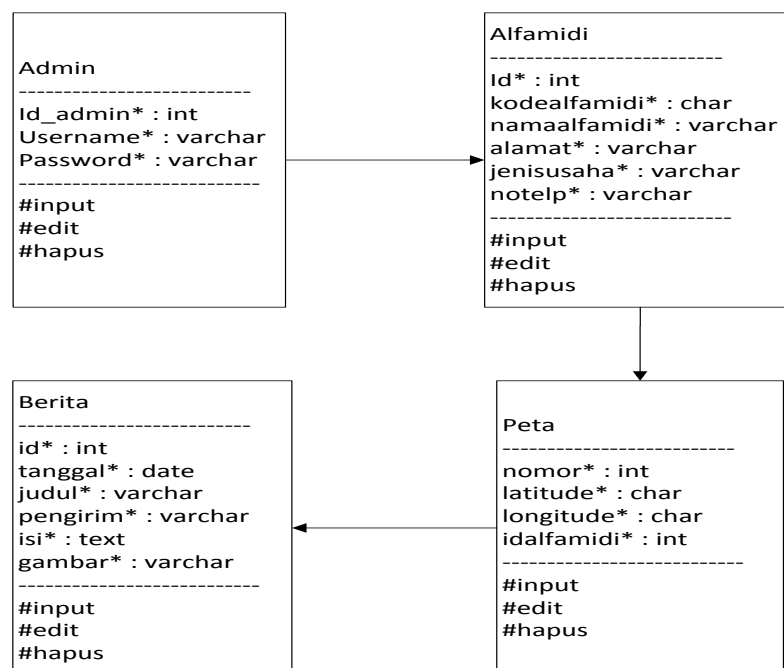 Admin
--------------------------
Id_admin* : int
Username* : varchar
Password* : varchar
---------------------------
#input
#edit
#hapus
Alfamidi
--------------------------
Id* : int
kodealfamidi* : char
namaalfamidi* : varchar
alamat* : varchar
jenisusaha* : varchar
notelp* : varchar
---------------------------
#input
#edit
#hapus
Berita
--------------------------
id* : int
tanggal* : date
judul* : varchar
pengirim* : varchar
isi* : text
gambar* : varchar
---------------------------
#input
#edit
#hapus
Peta
--------------------------
nomor* : int
latitude* : char
longitude* : char
idalfamidi* : int
---------------------------
#input
#edit
#hapus